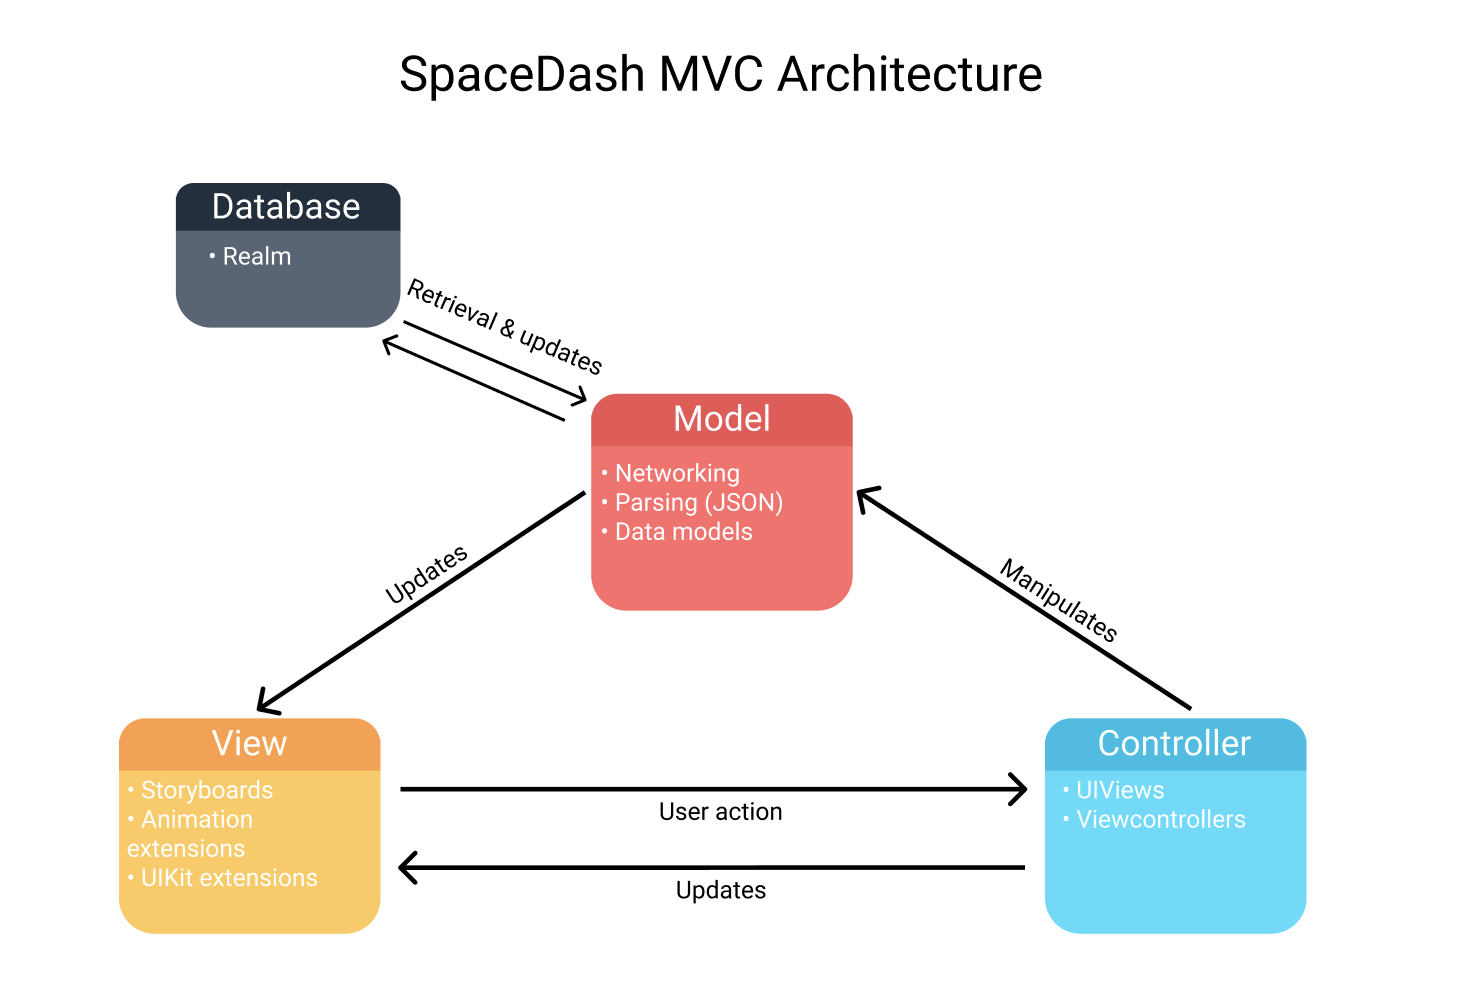 SpaceDash MVC Architecture
Database
• Realm
Retrieval & updates
Model
• Networking
• Parsing (JSON)
• Data models
Updates
Manipulates
View
• Storyboards
• Animation
extensions
• UIKit extensions
User action
Updates
Controller
• UIViews
• Viewcontrollers